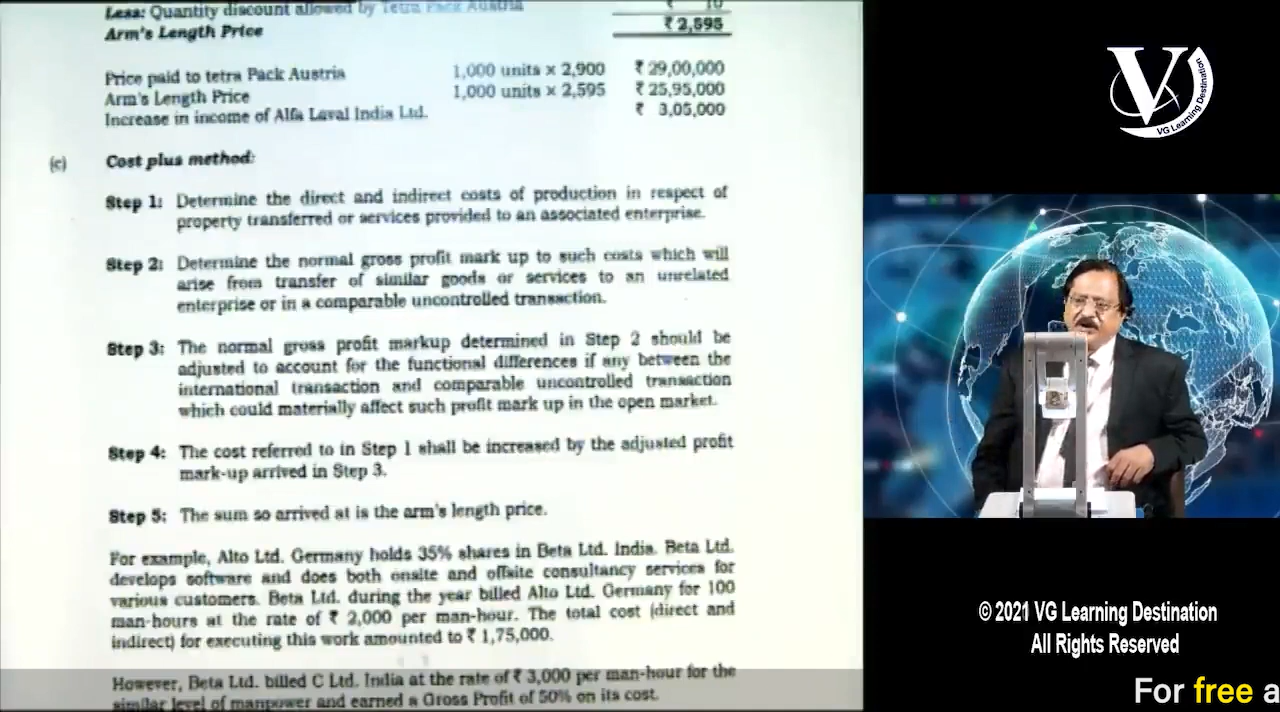 Less: Quantity discount allowed by Tetra Pack Austria ₹ 10
Arm's Length Price ₹ 2,595
Price paid to tetra Pack Austria 1,000 units × 2,900 ₹ 29,00,000
Arm's Length Price 1,000 units × 2,595 ₹ 25,95,000
Increase in income of Alfa Laval India Ltd. ₹ 3,05,000
(c) Cost plus method:
Step 1: Determine the direct and indirect costs of production in respect of
property transferred or services provided to an associated enterprise.
Step 2: Determine the normal gross profit mark up to such costs which will
arise from transfer of similar goods or services to an unrelated
enterprise or in a comparable uncontrolled transaction.
Step 3: The normal gross profit markup determined in Step 2 should be
adjusted to account for the functional differences if any between the
international transaction and comparable uncontrolled transaction
which could materially affect such profit mark up in the open market.
Step 4: The cost referred to in Step 1 shall be increased by the adjusted profit
mark-up arrived in Step 3.
Step 5: The sum so arrived at is the arm's length price.
For example, Alto Ltd. Germany holds 35% shares in Beta Ltd. India. Beta Ltd.
develops software and does both onsite and offsite consultancy services for
various customers. Beta Ltd. during the year billed Alto Ltd. Germany for 100
man-hours at the rate of ₹ 2,000 per man-hour. The total cost (direct and
indirect) for executing this work amounted to ₹ 1,75,000.
However, Beta Ltd. billed C Ltd. India at the rate of ₹ 3,000 per man-hour for the
similar level of manpower and earned a Gross Profit of 50% on its cost.
V
VG Learning Destination
© 2021 VG Learning Destination
All Rights Reserved
For free a